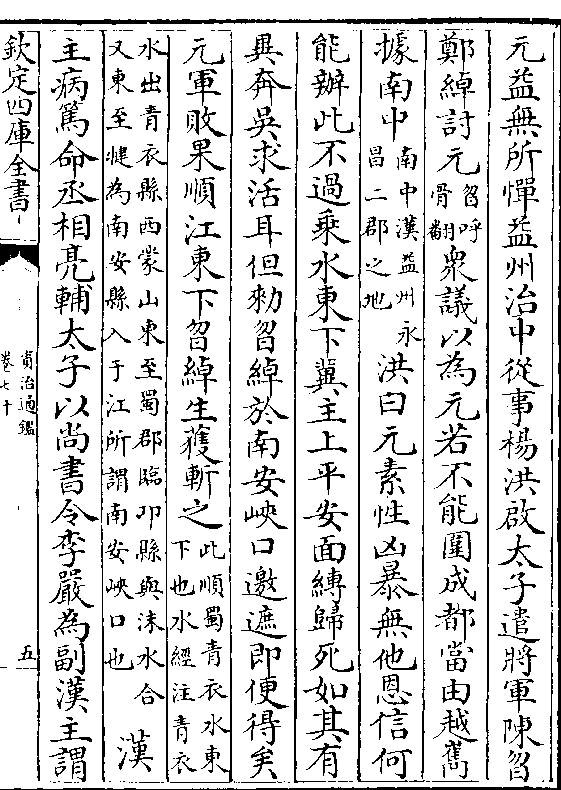 元益無所憚益州治中從事楊洪啟太子遣將軍陳曶
鄭綽討元曶呼骨翻衆議以為元若不能圍成都當由越嶲
據南中南中漢益州永昌二郡之地洪曰元素性凶暴無他恩信何
能辦此不過乗水東下兾主上平安面縛歸死如其有
異奔吳求活耳但勑曶綽於南安峽口邀遮即便得矣
元軍敗果順江東下曶綽生獲斬之此順蜀青衣水東下也水經注青衣
水出青衣縣西蒙山東至蜀郡臨卭縣與沫水合又東至犍為南安縣入于江所謂南安峽口也漢
主病篤命丞相亮輔太子以尚書令李嚴為副漢主謂
欽定四庫全書
資治通鑑
卷七十
五